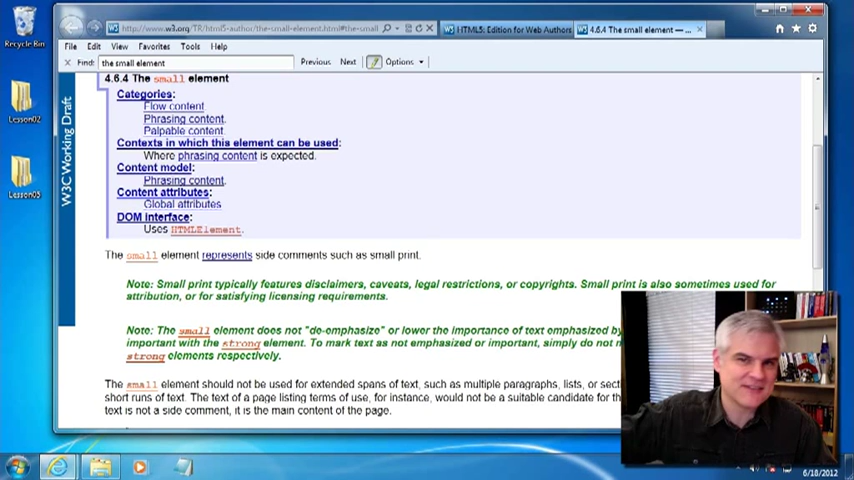 http://www.w3.org/TR/html5-author/the-small-element.html#the-small
HTML5: Edition for Web Authors
4.6.4 The small element — ...
File Edit View Favorites Tools Help
Find: the small element Previous Next Options
Recycle Bin
Lesson02
Lesson05
W3C Working Draft
4.6.4 The small element
Categories:
Flow content.
Phrasing content.
Palpable content.
Contexts in which this element can be used:
Where phrasing content is expected.
Content model:
Phrasing content.
Content attributes:
Global attributes
DOM interface:
Uses HTMLElement.
The small element represents side comments such as small print.
Note: Small print typically features disclaimers, caveats, legal restrictions, or copyrights. Small print is also sometimes used for
attribution, or for satisfying licensing requirements.
Note: The small element does not "de-emphasize" or lower the importance of text emphasized by
important with the strong element. To mark text as not emphasized or important, simply do not
strong elements respectively.
The small element should not be used for extended spans of text, such as multiple paragraphs, lists, or
short runs of text. The text of a page listing terms of use, for instance, would not be a suitable candidate for
text is not a side comment, it is the main content of the page.
6/18/2012